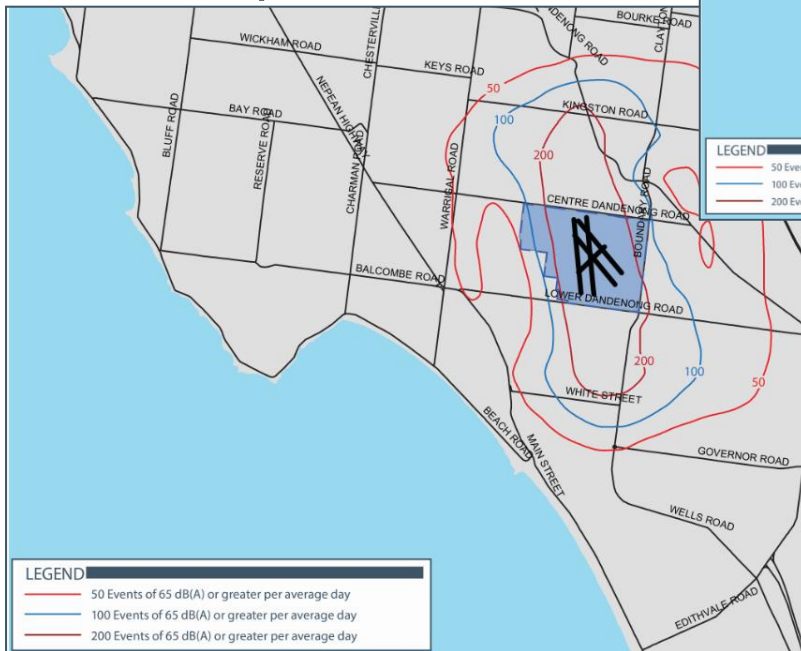 BOURKE ROAD
CLAYTON
DENONG ROAD
CHESTERVILLE
WICKHAM ROAD
KEYS ROAD
50
NEPEAN HIGHWAY
KINGSTON ROAD
100
BAY ROAD
BLUFF ROAD
RESERVE ROAD
CHARMAN ROAD
WARRIGAL ROAD
200
LEGEND
50 Even
100 Eve
200 Eve
CENTRE DANDENONG ROAD
BOUNDARY ROAD
BALCOMBE ROAD
LOWER DANDENONG ROAD
200
100
50
WHITE STREET
BEACH ROAD
MAIN STREET
GOVERNOR ROAD
WELLS ROAD
EDITHVALE ROAD
LEGEND
50 Events of 65 dB(A) or greater per average day
100 Events of 65 dB(A) or greater per average day
200 Events of 65 dB(A) or greater per average day